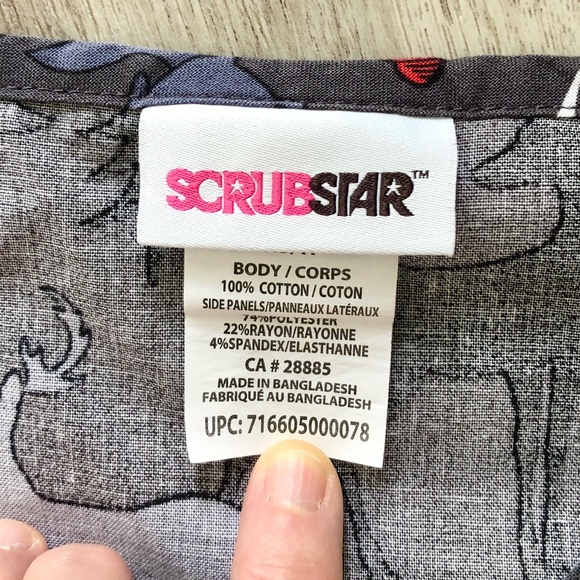 SCRUBSTAR™
BODY / CORPS
100% COTTON / COTON
SIDE PANELS/PANNEAUX LATÉRAUX
74%POLYESTER
22%RAYON/RAYONNE
4%SPANDEX/ELASTHANNE
CA # 28885
MADE IN BANGLADESH
FABRIQUÉ AU BANGLADESH
UPC: 716605000078